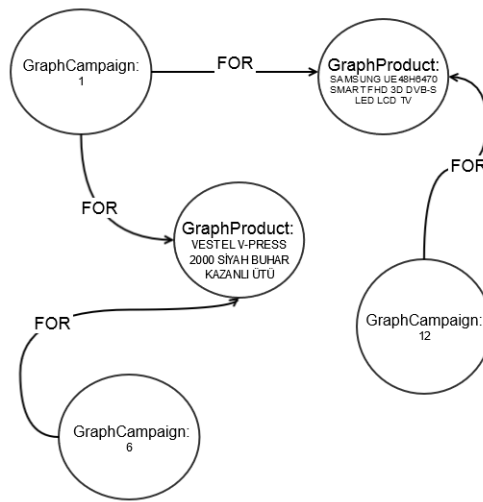 GraphCampaign:
1
FOR
GraphProduct:
SAMSUNG UE48H6470
SMART FHD 3D DVB-S
LED LCD TV
FOR
FOR
GraphProduct:
VESTEL V-PRESS
2000 SİYAH BUHAR
KAZANLI ÜTÜ
FOR
GraphCampaign:
12
GraphCampaign:
6